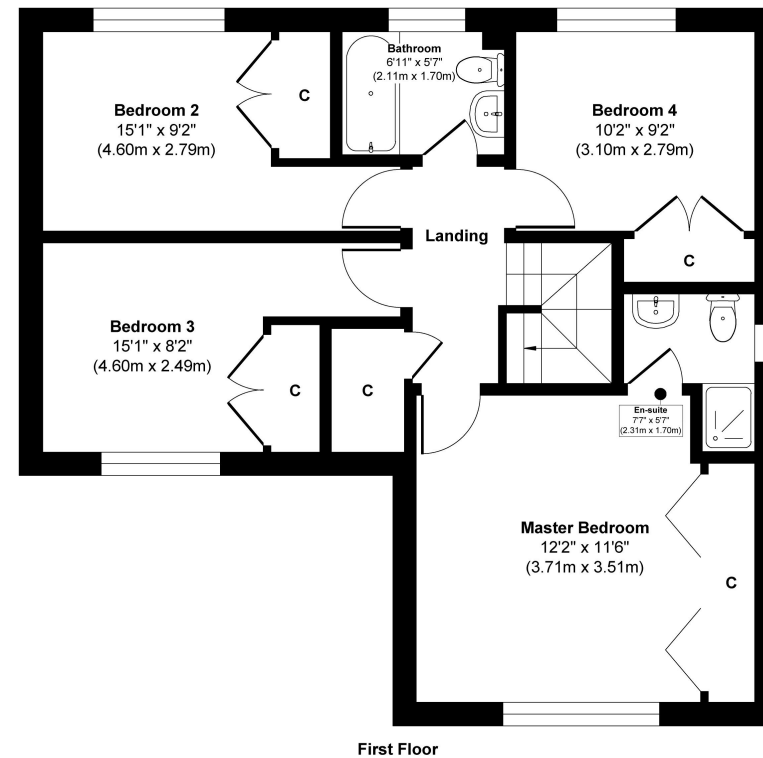 Bathroom
6'11" x 5'7"
(2.11m x 1.70m)
Bedroom 2
15'1" x 9'2"
(4.60m x 2.79m)
C
Bedroom 4
10'2" x 9'2"
(3.10m x 2.79m)
C
Landing
Bedroom 3
15'1" x 8'2"
(4.60m x 2.49m)
C
C
En-suite
7'7" x 5'7"
(2.31m x 1.70m)
Master Bedroom
12'2" x 11'6"
(3.71m x 3.51m)
C
First Floor